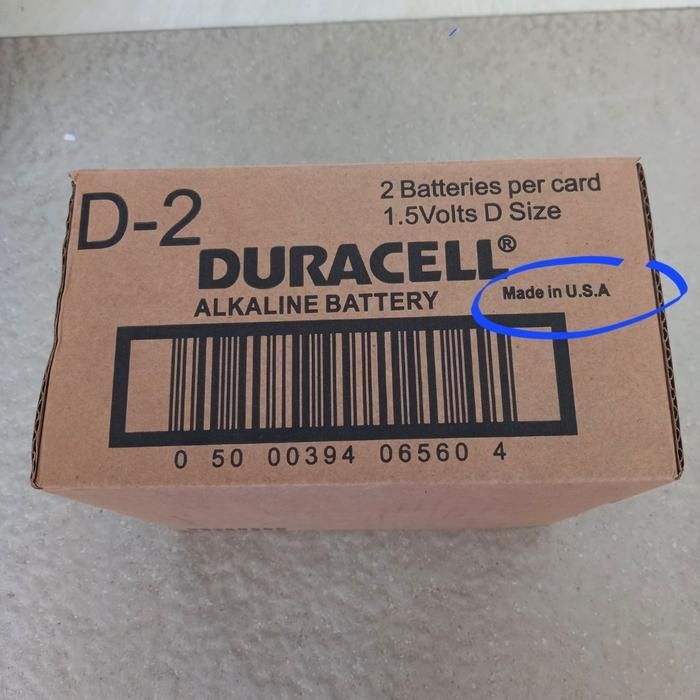 D-2
2 Batteries per card
1.5Volts D Size
DURACELL®
ALKALINE BATTERY
Made in U.S.A
0 50 00394 06560 4